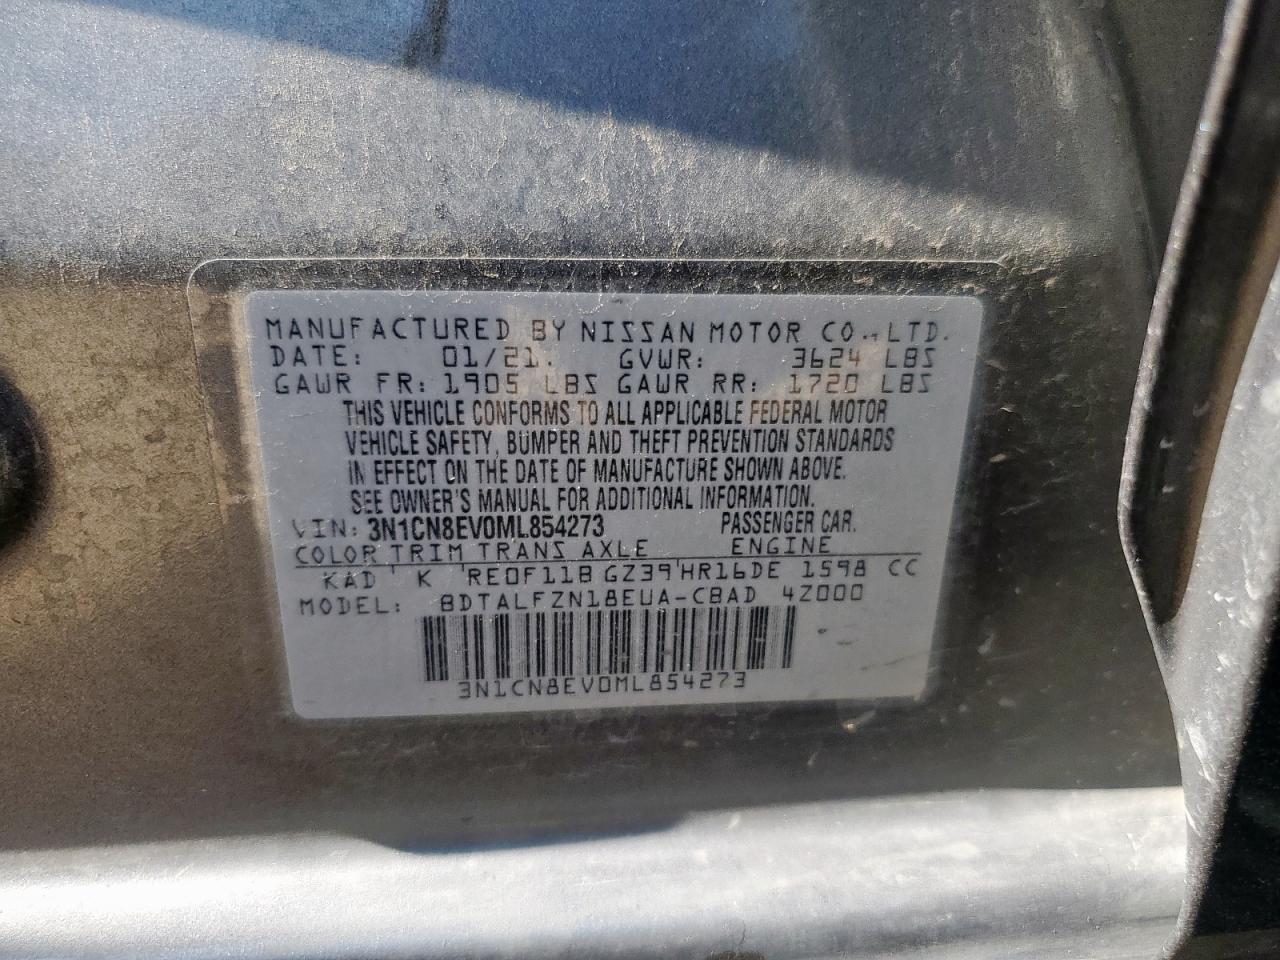 MANUFACTURED BY NISSAN MOTOR CO.,LTD.
DATE: 01/21. GVWR: 3624 LBS
GAWR FR: 1905 LBS GAWR RR: 1720 LBS
THIS VEHICLE CONFORMS TO ALL APPLICABLE FEDERAL MOTOR
VEHICLE SAFETY, BUMPER AND THEFT PREVENTION STANDARDS
IN EFFECT ON THE DATE OF MANUFACTURE SHOWN ABOVE.
SEE OWNER'S MANUAL FOR ADDITIONAL INFORMATION.
VIN: 3N1CN8EV0ML854273 PASSENGER CAR.
COLOR TRIM TRANS AXLE ENGINE
KAD K RE0F11B GZ39 HR16DE 1598 CC
MODEL: BDTALFZN18EUA-CBAD 4Z000
3N1CN8EV0ML854273